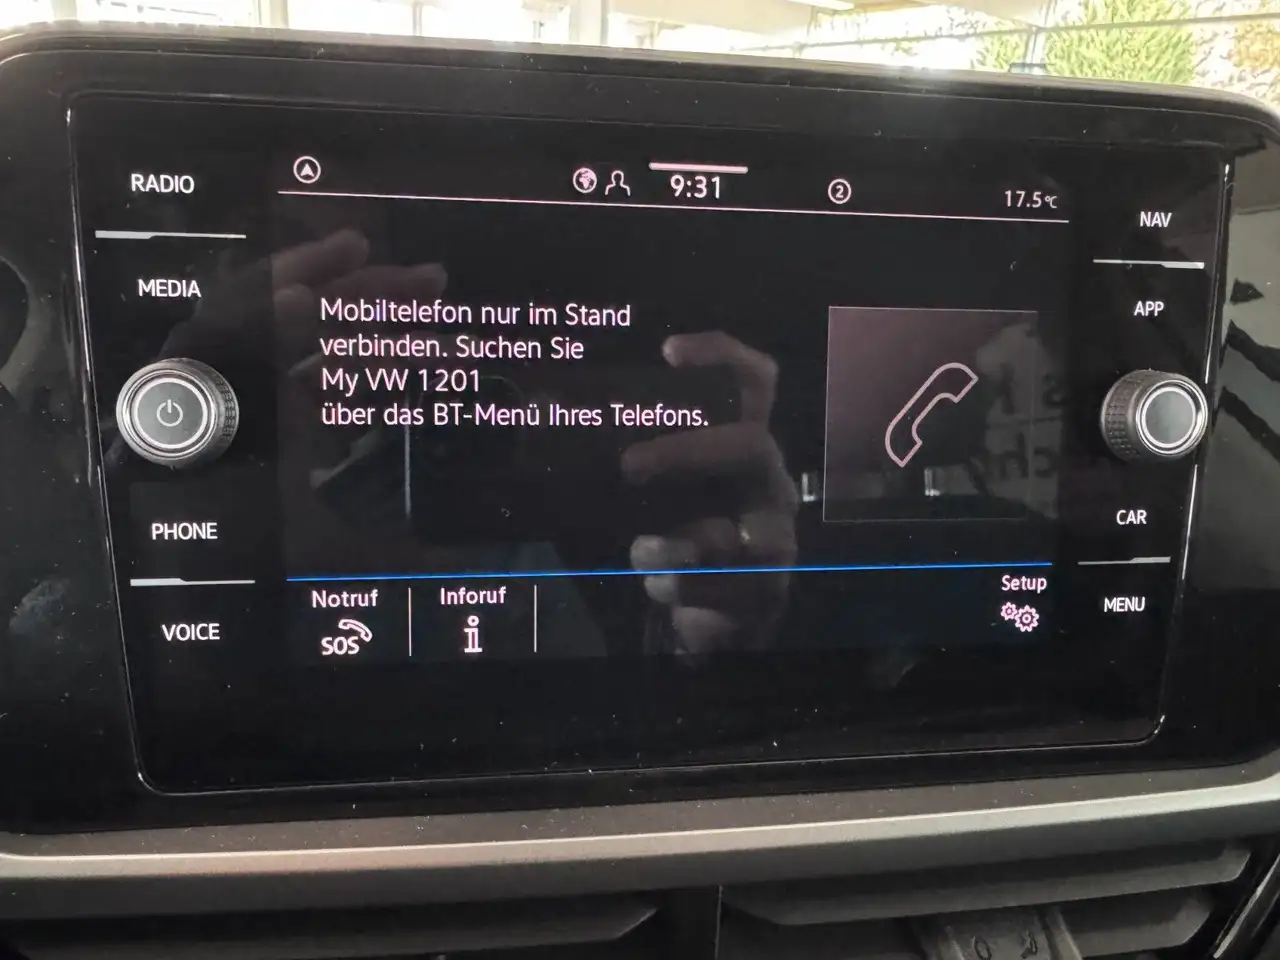 RADIO
MEDIA
PHONE
VOICE
9:31
2
17.5°C
Mobiltelefon nur im Stand
verbinden. Suchen Sie
My VW 1201
über das BT-Menü Ihres Telefons.
Notruf
SOS
Inforuf
i
Setup
NAV
APP
CAR
MENU